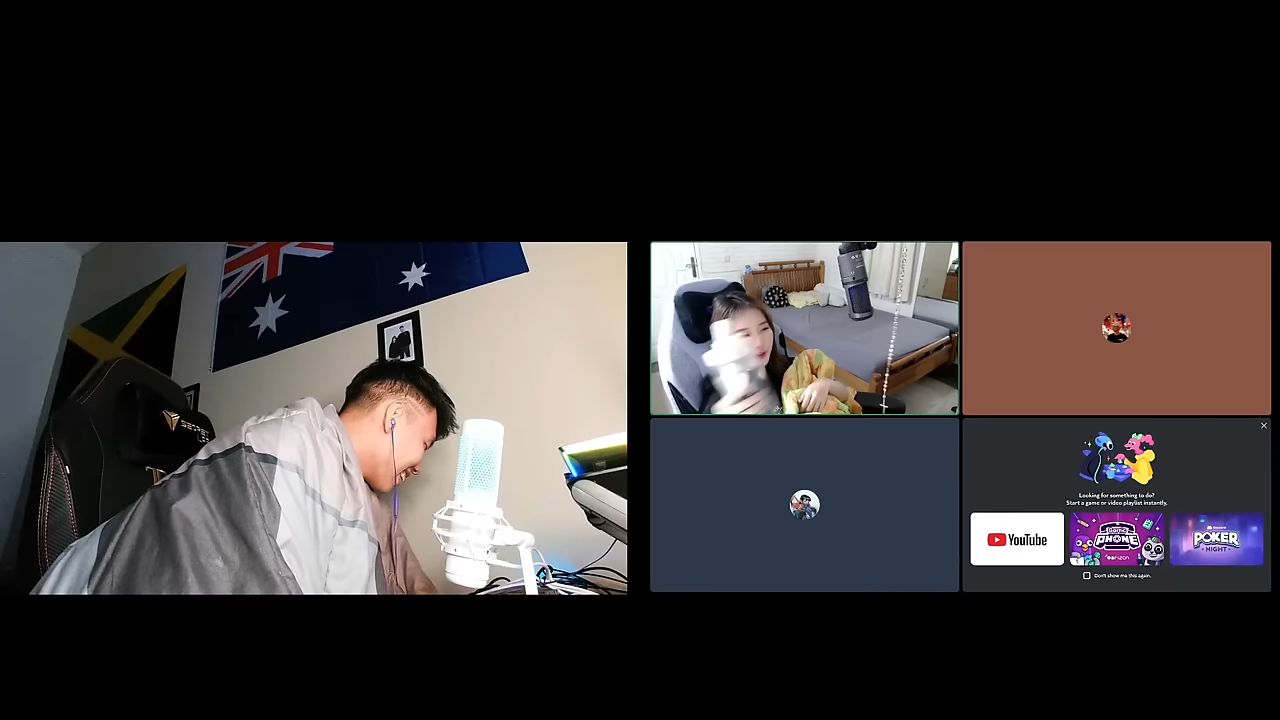 Looking for something to do?
Start a game or video playlist instantly.
YouTube
PHONE
POKER
NIGHT
Don't show me this again.